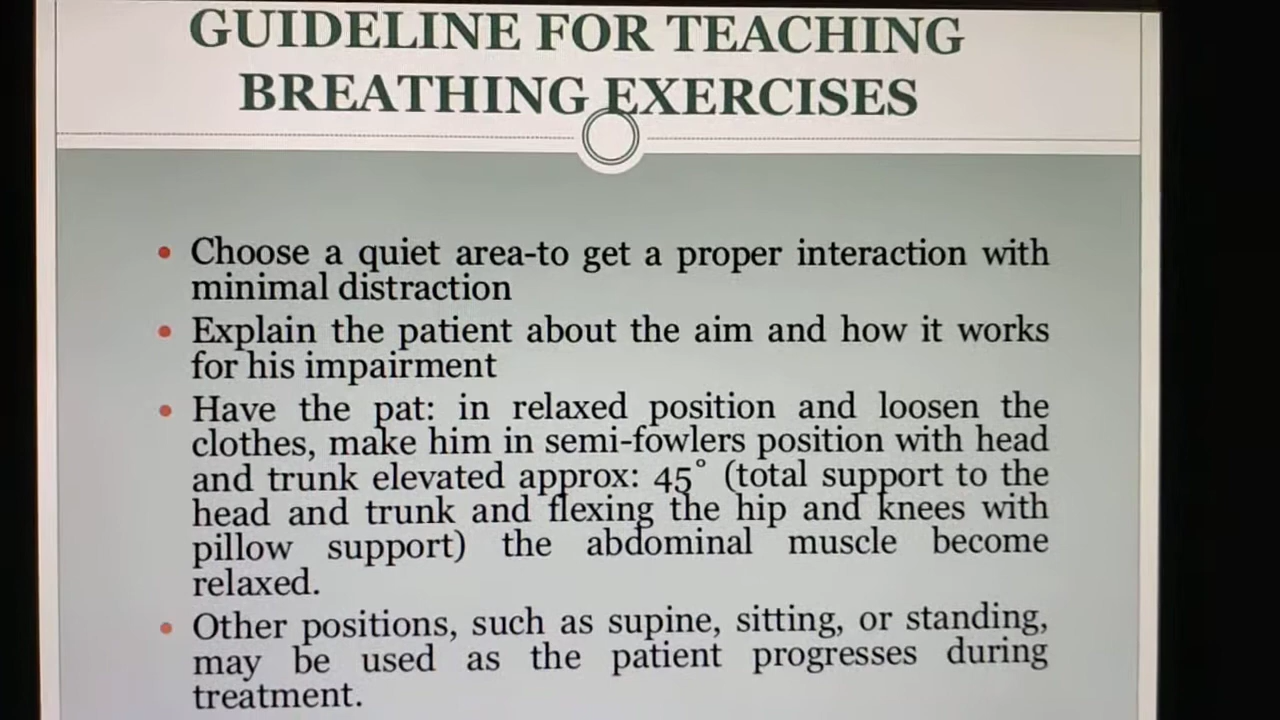 GUIDELINE FOR TEACHING
BREATHING EXERCISES
• Choose a quiet area-to get a proper interaction with
minimal distraction
• Explain the patient about the aim and how it works
for his impairment
• Have the pat: in relaxed position and loosen the
clothes, make him in semi-fowlers position with head
and trunk elevated approx: 45° (total support to the
head and trunk and flexing the hip and knees with
pillow support) the abdominal muscle become
relaxed.
• Other positions, such as supine, sitting, or standing,
may be used as the patient progresses during
treatment.